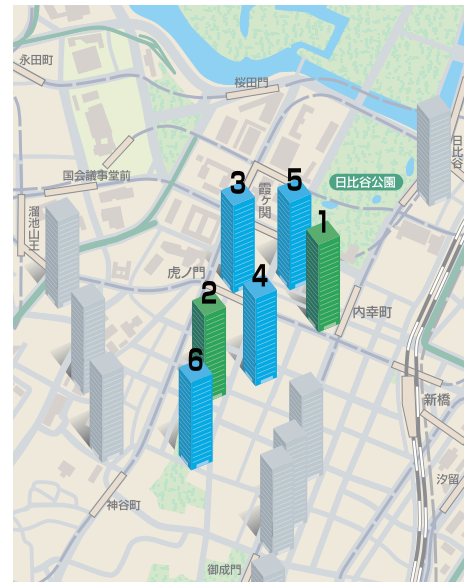 永田町
桜田門
日比谷
国会議事堂前
日比谷公園
霞ヶ関
3
5
1
溜池山王
虎ノ門
4
2
内幸町
6
新橋
汐留
神谷町
御成門